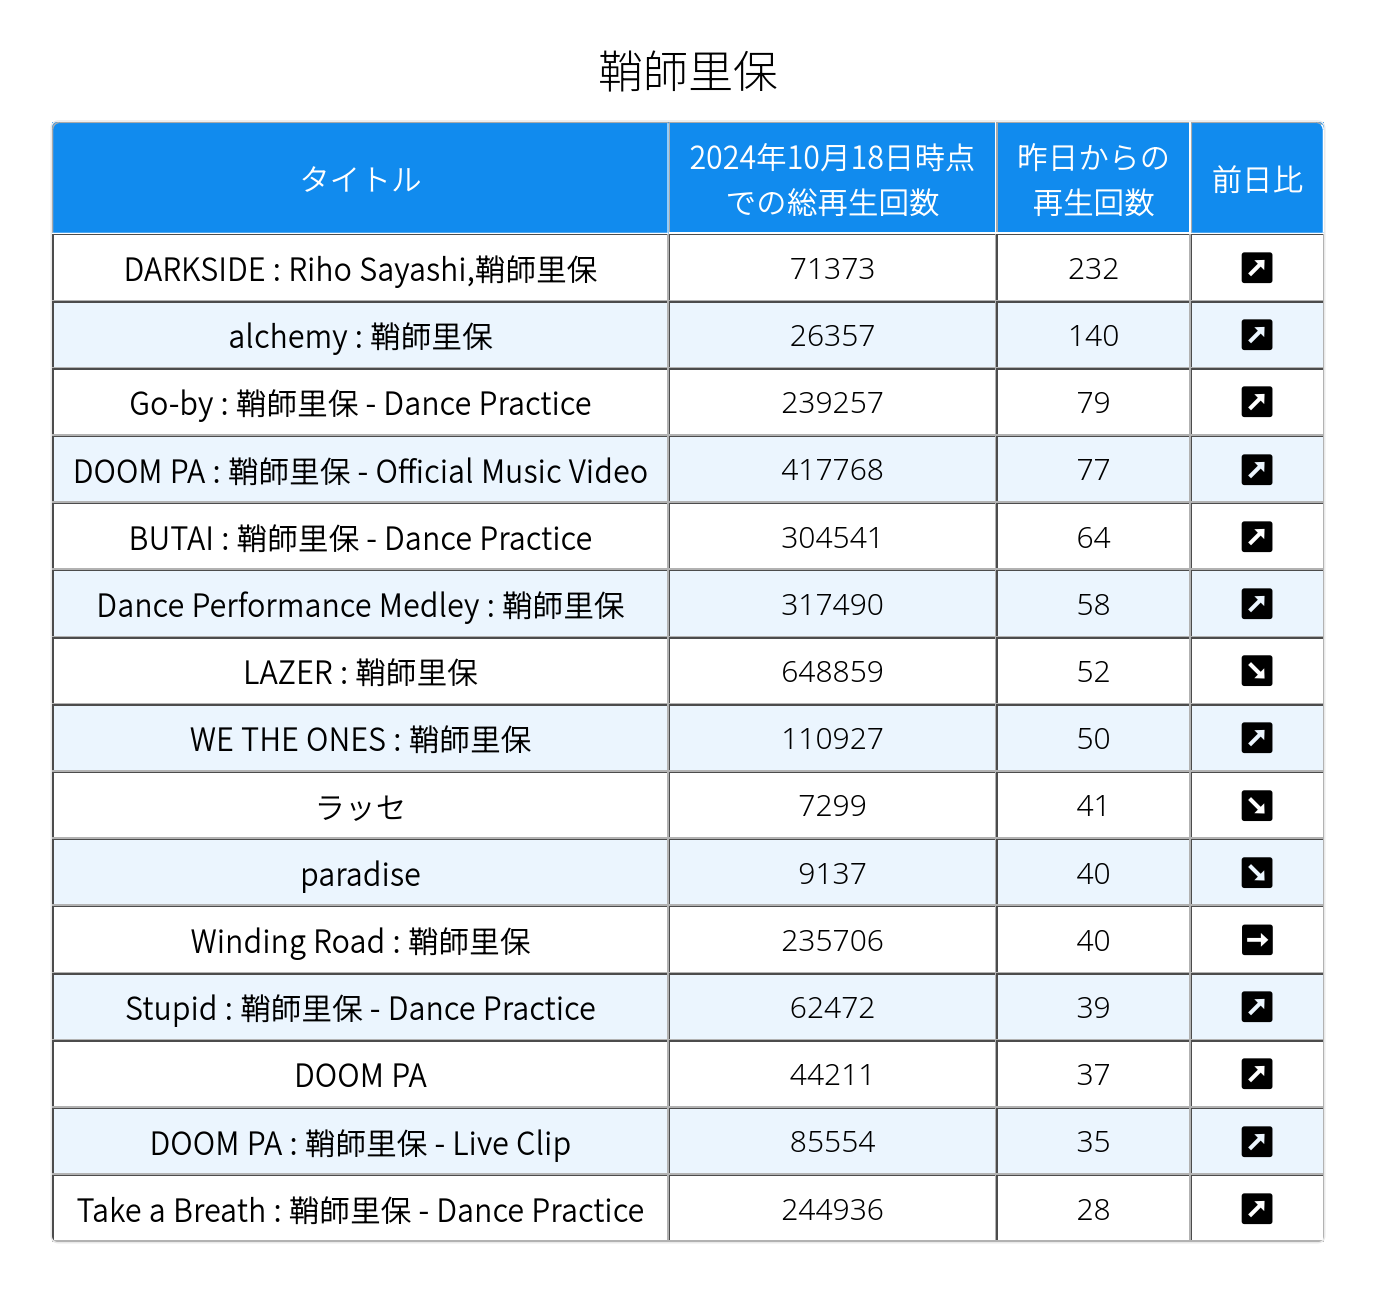 鞘師里保
タイトル
2024年10月18日時点
での総再生回数
昨日からの
再生回数
前日比
DARKSIDE : Riho Sayashi,鞘師里保 71373 232
alchemy : 鞘師里保 26357 140
Go-by : 鞘師里保 - Dance Practice 239257 79
DOOM PA : 鞘師里保 - Official Music Video 417768 77
BUTAI : 鞘師里保 - Dance Practice 304541 64
Dance Performance Medley : 鞘師里保 317490 58
LAZER : 鞘師里保 648859 52
WE THE ONES : 鞘師里保 110927 50
ラッセ 7299 41
paradise 9137 40
Winding Road : 鞘師里保 235706 40
Stupid : 鞘師里保 - Dance Practice 62472 39
DOOM PA 44211 37
DOOM PA : 鞘師里保 - Live Clip 85554 35
Take a Breath : 鞘師里保 - Dance Practice 244936 28